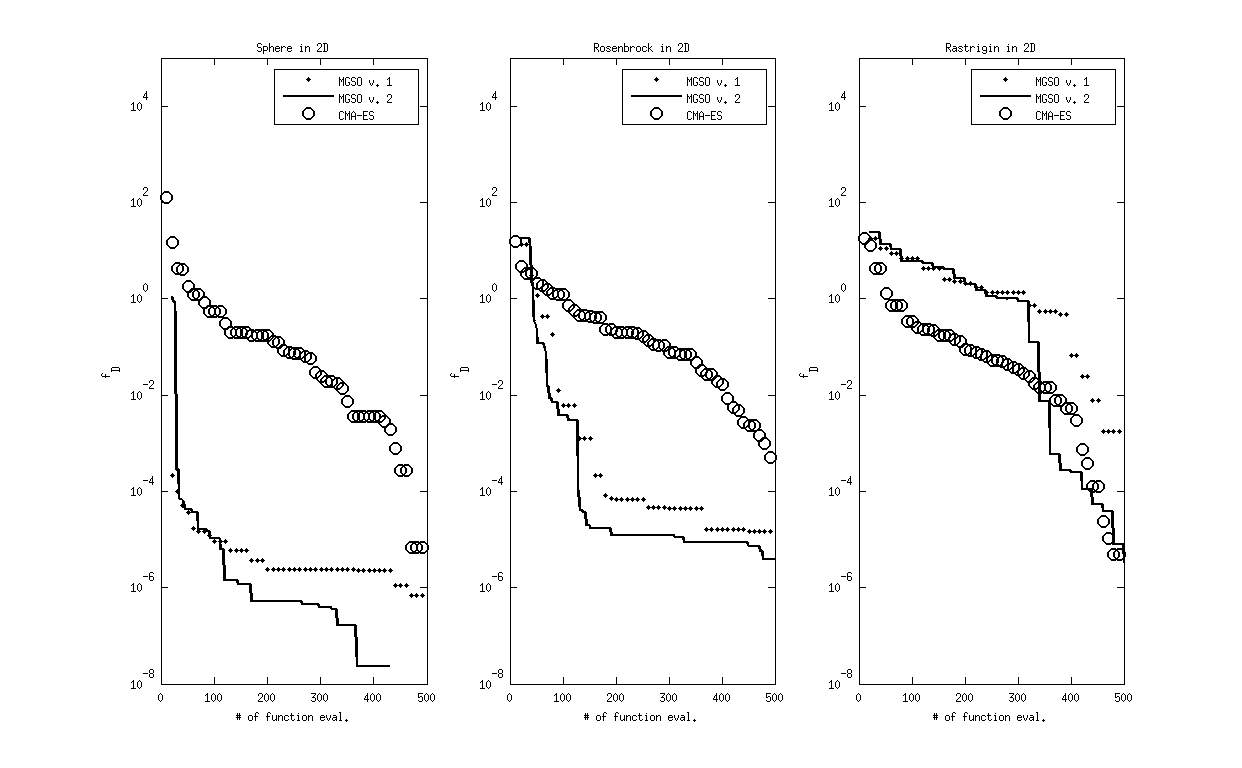 Sphere in 2D
MGSO v. 1
MGSO v. 2
CMA-ES
10^4
10^2
10^0
10^-2
10^-4
10^-6
10^-8
f_D
0 100 200 300 400 500
# of function eval.
Rosenbrock in 2D
MGSO v. 1
MGSO v. 2
CMA-ES
10^4
10^2
10^0
10^-2
10^-4
10^-6
10^-8
f_D
0 100 200 300 400 500
# of function eval.
Rastrigin in 2D
MGSO v. 1
MGSO v. 2
CMA-ES
10^4
10^2
10^0
10^-2
10^-4
10^-6
10^-8
f_D
0 100 200 300 400 500
# of function eval.